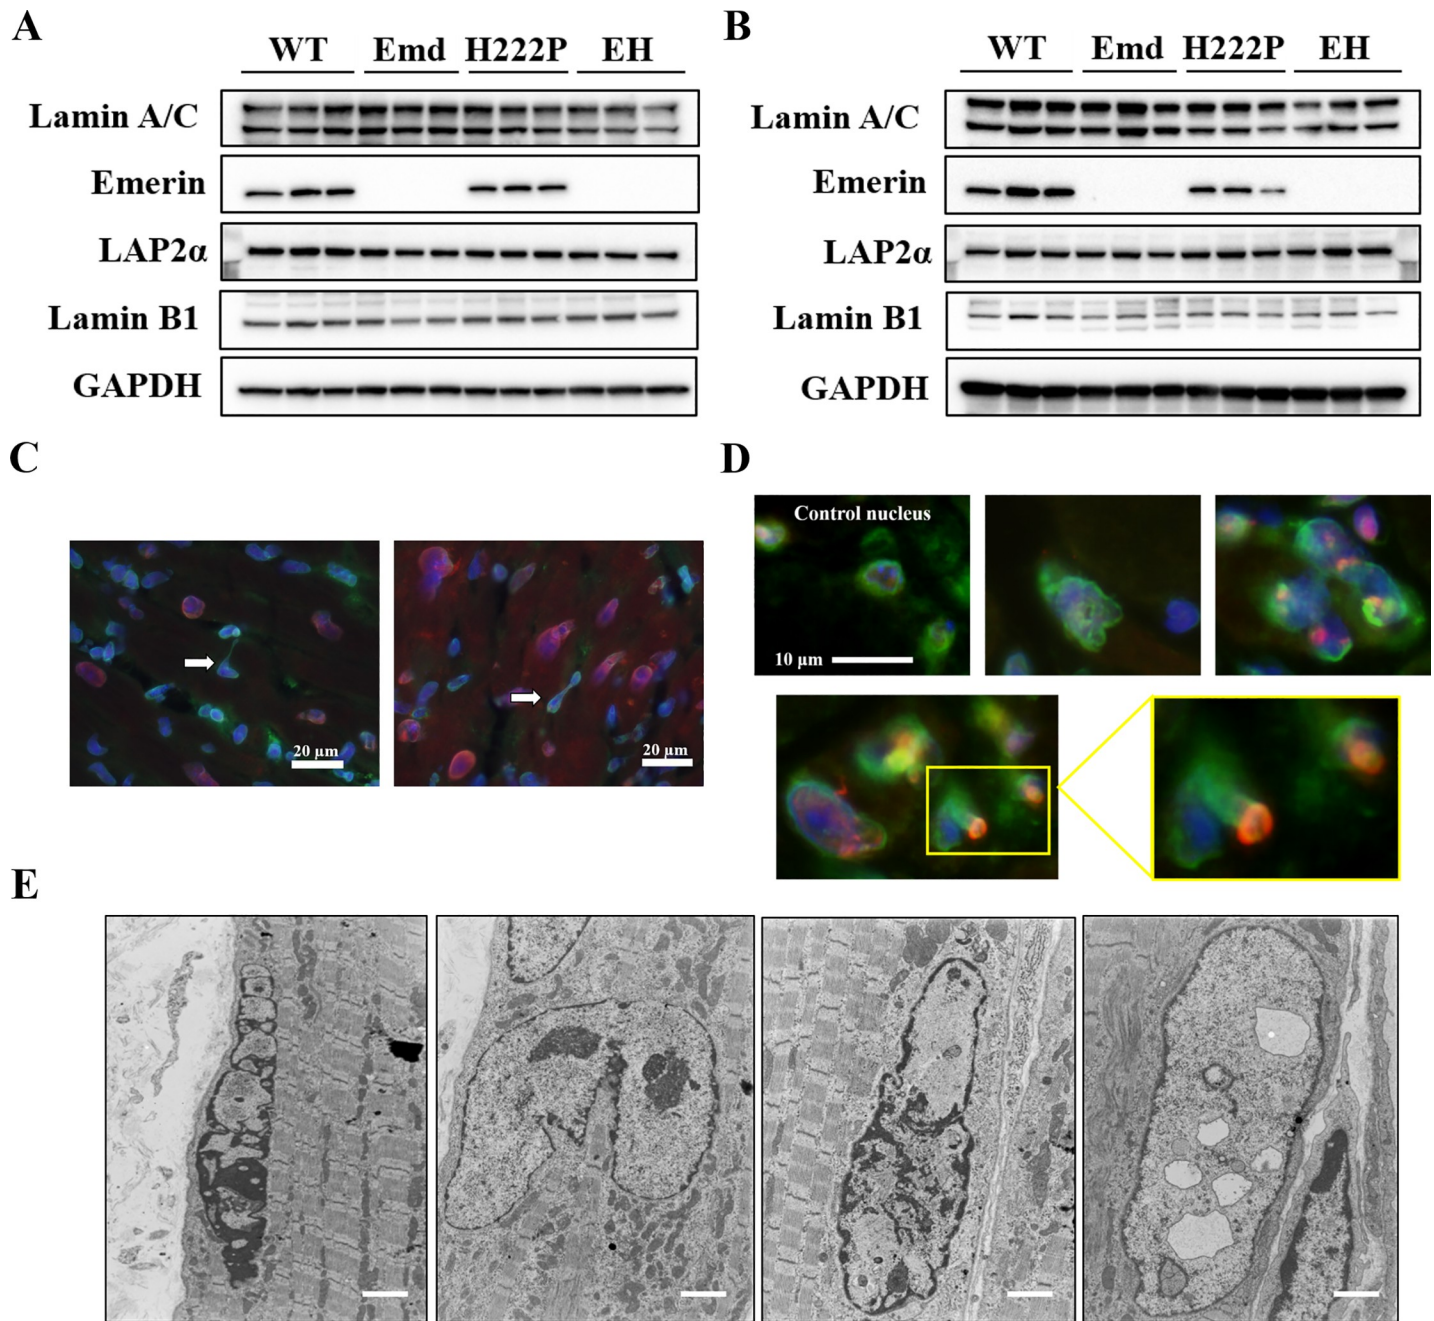 A
WT Emd H222P EH
Lamin A/C
Emerin
LAP2α
Lamin B1
GAPDH
B
WT Emd H222P EH
Lamin A/C
Emerin
LAP2α
Lamin B1
GAPDH
C
20 µm
20 µm
D
Control nucleus
10 µm
E